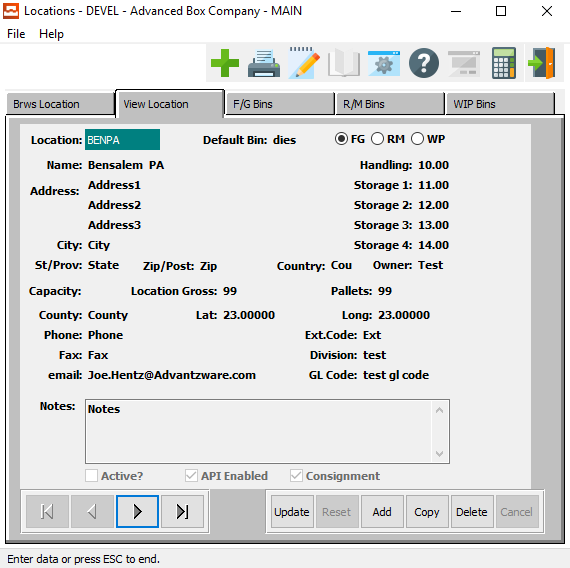 Locations - DEVEL - Advanced Box Company - MAIN
File Help
Brws Location View Location F/G Bins R/M Bins WIP Bins
Location: BENPA Default Bin: dies FG RM WP
Name: Bensalem PA Handling: 10.00
Address: Address1 Storage 1: 11.00
Address2 Storage 2: 12.00
Address3 Storage 3: 13.00
City: City Storage 4: 14.00
St/Prov: State Zip/Post: Zip Country: Cou Owner: Test
Capacity: Location Gross: 99 Pallets: 99
County: County Lat: 23.00000 Long: 23.00000
Phone: Phone Ext.Code: Ext
Fax: Fax Division: test
email: Joe.Hentz@Advantzware.com GL Code: test gl code
Notes: Notes
Active? API Enabled Consignment
Update Reset Add Copy Delete Cancel
Enter data or press ESC to end.